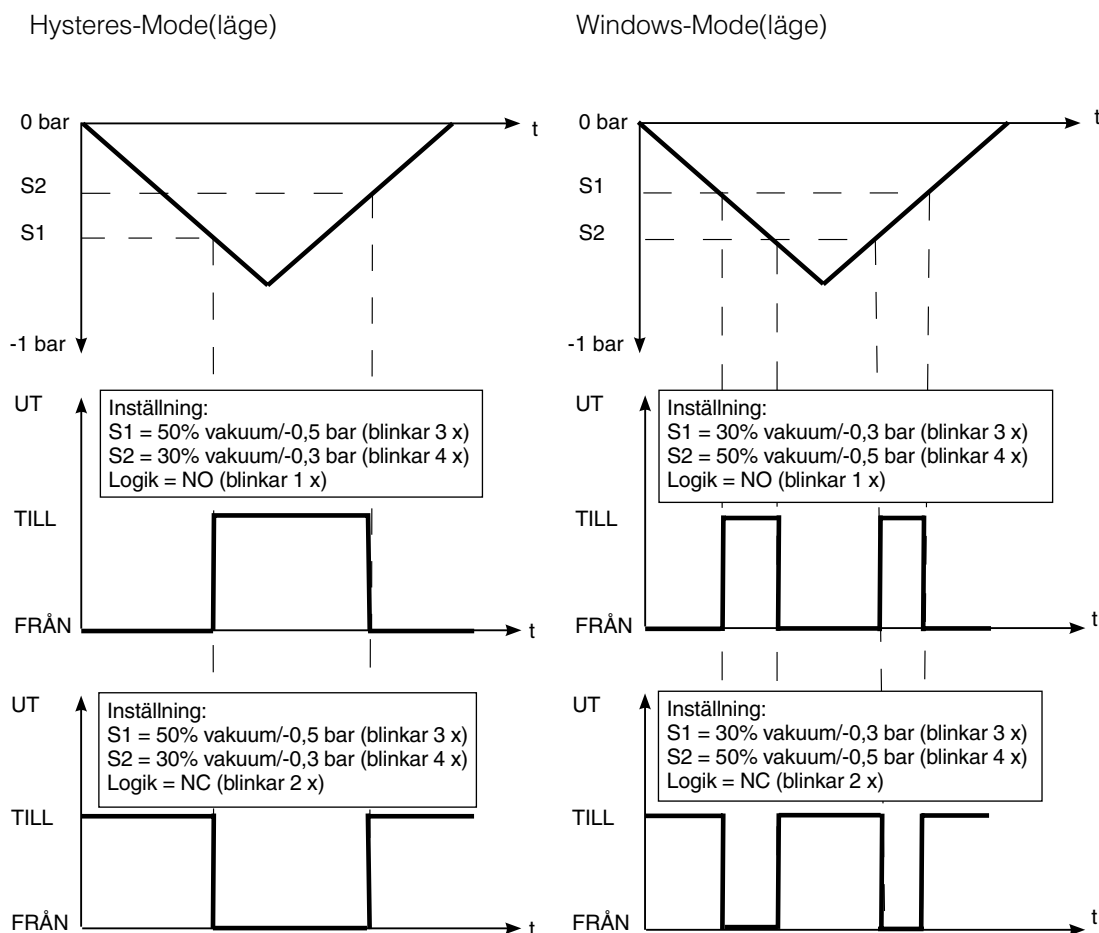 Hysteres-Mode(läge)
0 bar
t
S2
S1
-1 bar
UT
Inställning:
S1 = 50% vakuum/-0,5 bar (blinkar 3 x)
S2 = 30% vakuum/-0,3 bar (blinkar 4 x)
Logik = NO (blinkar 1 x)
TILL
FRÅN
t
UT
Inställning:
S1 = 50% vakuum/-0,5 bar (blinkar 3 x)
S2 = 30% vakuum/-0,3 bar (blinkar 4 x)
Logik = NC (blinkar 2 x)
TILL
FRÅN
t
Windows-Mode(läge)
0 bar
t
S1
S2
-1 bar
UT
Inställning:
S1 = 30% vakuum/-0,3 bar (blinkar 3 x)
S2 = 50% vakuum/-0,5 bar (blinkar 4 x)
Logik = NO (blinkar 1 x)
TILL
FRÅN
t
UT
Inställning:
S1 = 30% vakuum/-0,3 bar (blinkar 3 x)
S2 = 50% vakuum/-0,5 bar (blinkar 4 x)
Logik = NC (blinkar 2 x)
TILL
FRÅN
t